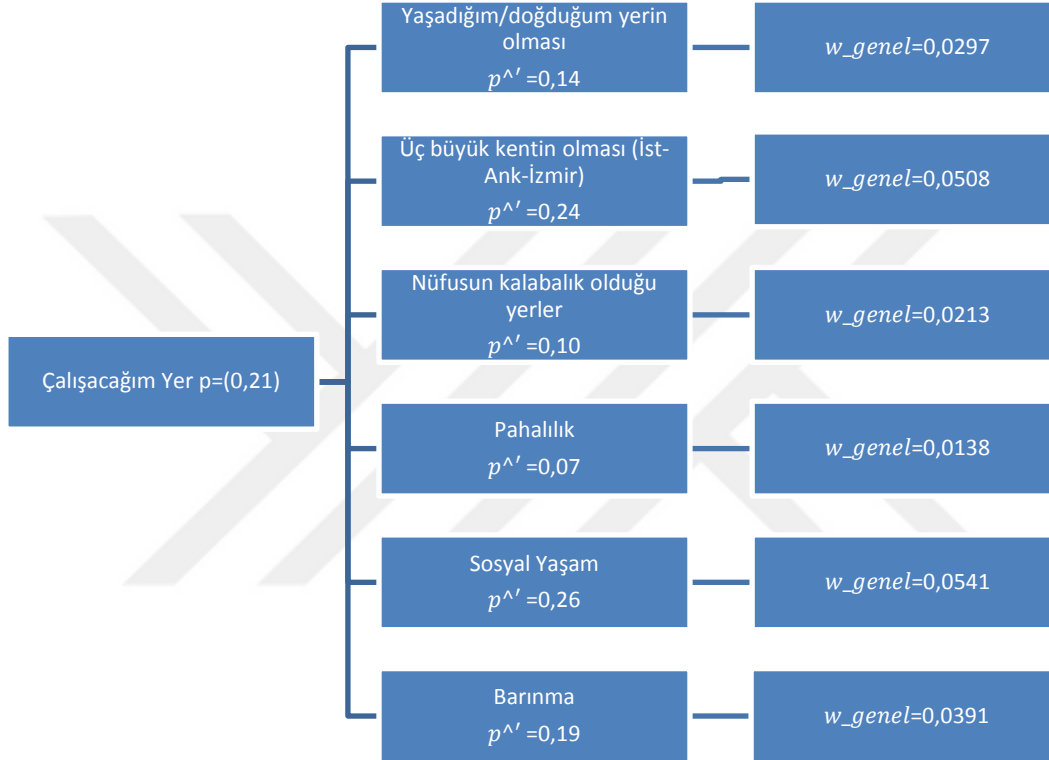 Yaşadığım/doğduğum yerin
olması
p^′ =0,14
w_genel=0,0297
Üç büyük kentin olması (İst-
Ank-İzmir)
p^′ =0,24
w_genel=0,0508
Nüfusun kalabalık olduğu
yerler
p^′ =0,10
w_genel=0,0213
Çalışacağım Yer p=(0,21)
Pahalılık
p^′ =0,07
w_genel=0,0138
Sosyal Yaşam
p^′ =0,26
w_genel=0,0541
Barınma
p^′ =0,19
w_genel=0,0391